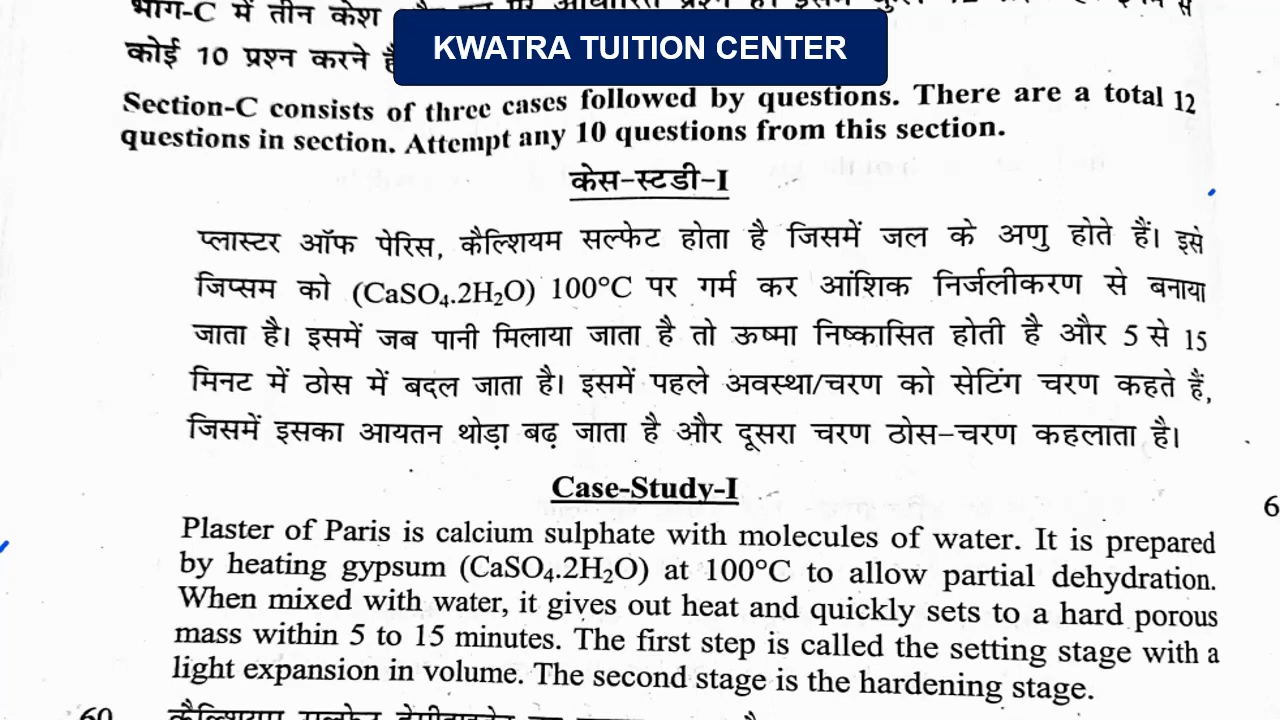 भाग-C में तीन केश
KWATRA TUITION CENTER
कोई 10 प्रश्न करने
Section-C consists of three cases followed by questions. There are a total 12
questions in section. Attempt any 10 questions from this section.
केस-स्टडी-I
प्लास्टर ऑफ पेरिस, कैल्शियम सल्फेट होता है जिसमें जल के अणु होते हैं। इसे
जिप्सम को (CaSO₄.2H₂O) 100°C पर गर्म कर आंशिक निर्जलीकरण से बनाया
जाता है। इसमें जब पानी मिलाया जाता है तो ऊष्मा निष्कासित होती है और 5 से 15
मिनट में ठोस में बदल जाता है। इसमें पहले अवस्था/चरण को सेटिंग चरण कहते हैं,
जिसमें इसका आयतन थोड़ा बढ़ जाता है और दूसरा चरण ठोस-चरण कहलाता है।
Case-Study-I
6
Plaster of Paris is calcium sulphate with molecules of water. It is prepared
by heating gypsum (CaSO₄.2H₂O) at 100°C to allow partial dehydration.
When mixed with water, it gives out heat and quickly sets to a hard porous
mass within 5 to 15 minutes. The first step is called the setting stage with a
light expansion in volume. The second stage is the hardening stage.
60